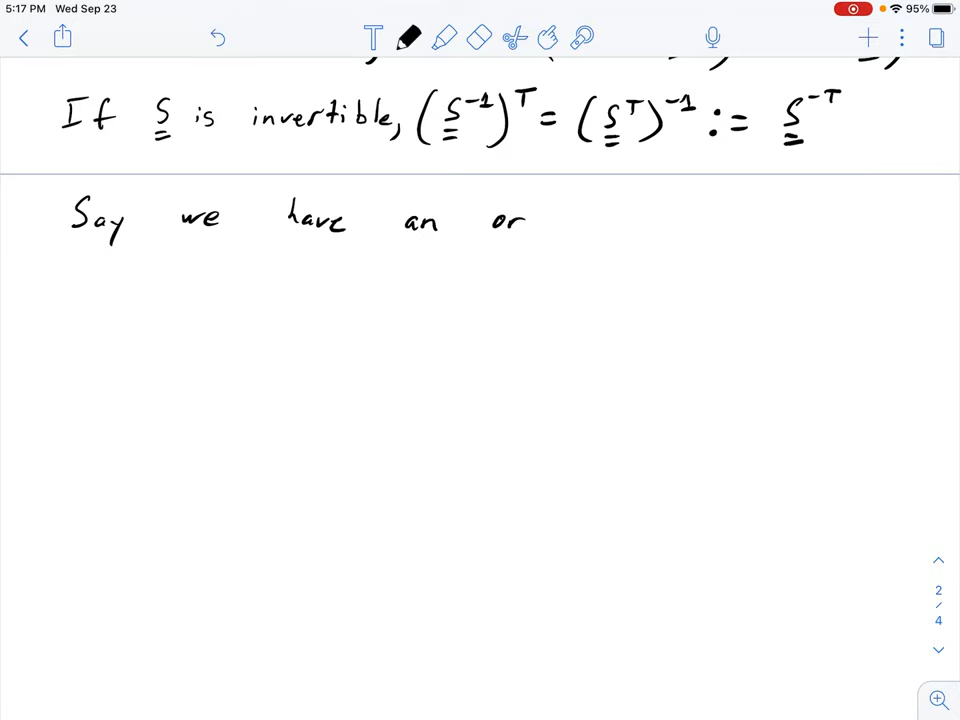 5:17 PM Wed Sep 23 95%
If S is invertible, (S⁻¹)ᵀ = (Sᵀ)⁻¹ := S⁻ᵀ
Say we have an or
2
/
4